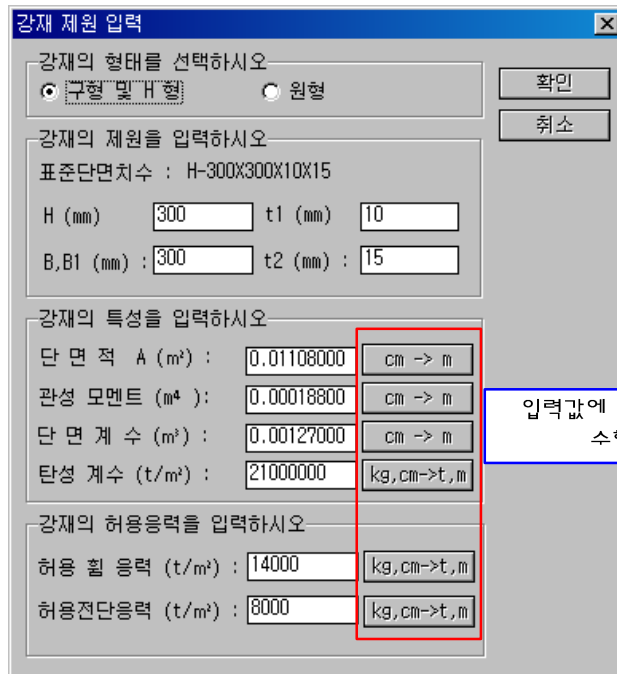 강재 제원 입력
강재의 형태를 선택하시오
구형 및 H 형
원형
확인
취소
강재의 제원을 입력하시오
표준단면치수 : H-300X300X10X15
H (mm) 300 t1 (mm) 10
B,B1 (mm) : 300 t2 (mm) : 15
강재의 특성을 입력하시오
단 면 적 A (m²) : 0.01108000 cm -> m
관성 모멘트 (m⁴ ): 0.00018800 cm -> m
단 면 계 수 (m³) : 0.00127000 cm -> m
탄성 계수 (t/m²) : 21000000 kg,cm->t,m
입력값에
강재의 허용응력을 입력하시오
허용 휨 응력 (t/m²) : 14000 kg,cm->t,m
허용전단응력 (t/m²) : 8000 kg,cm->t,m